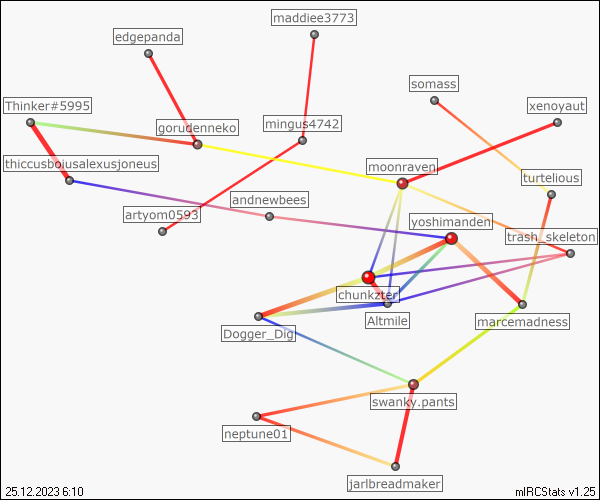 maddiee3773
edgepanda
somass
Thinker#5995
xenoyaut
mingus4742
gorudenneko
thiccusboiusalexusjoneus
moonraven
turtelious
andnewbees
artyom0593
yoshimanden
trash_skeleton
chunkzter
Altmile
marcemadness
Dogger_Dig
swanky.pants
neptune01
jarlbreadmaker
25.12.2023 6:10
mIRCStats v1.25